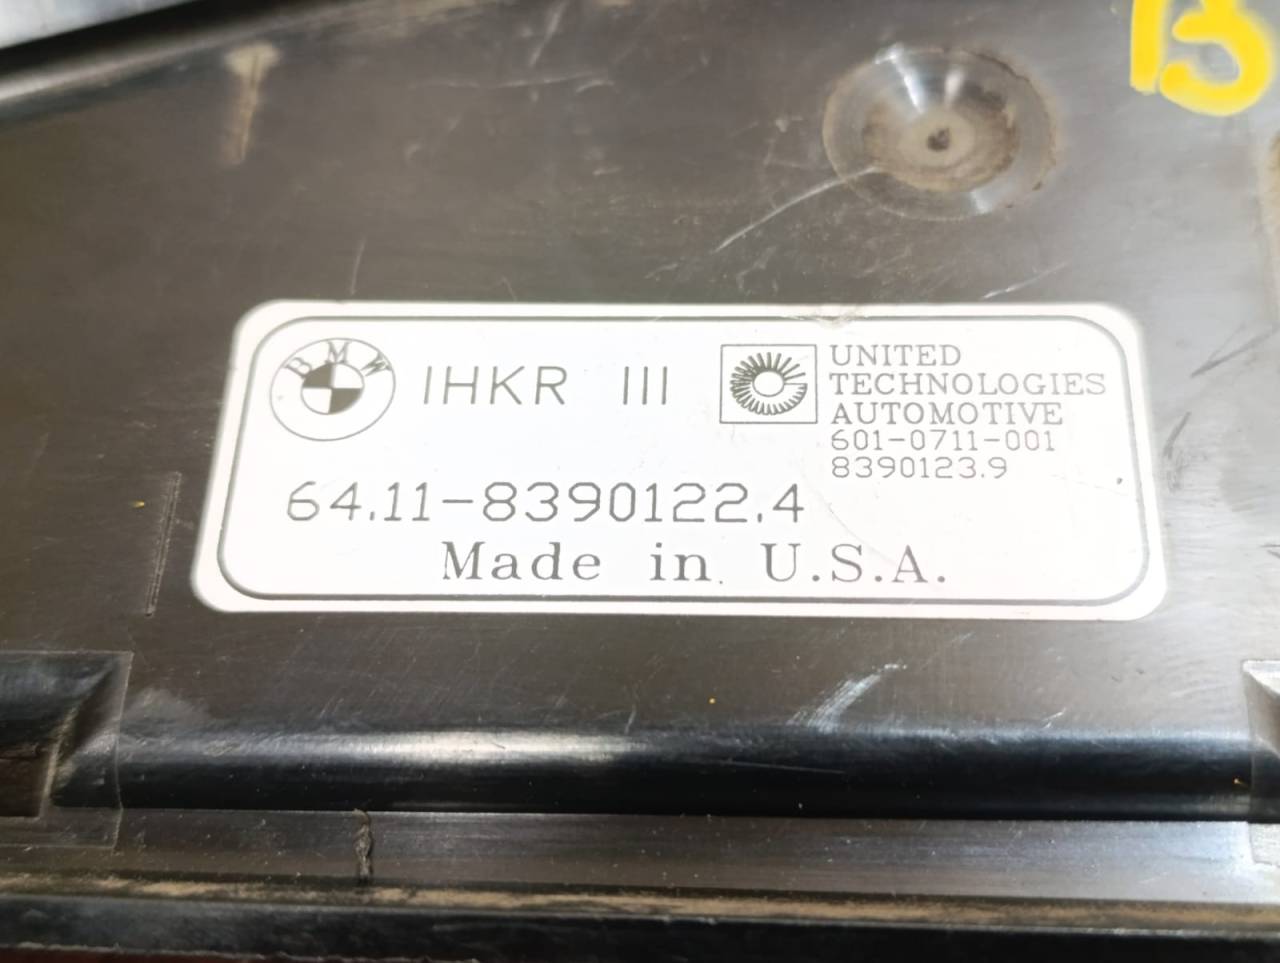 13
BMW
IHKR III
UNITED
TECHNOLOGIES
AUTOMOTIVE
601-0711-001
8390123.9
64.11-8390122.4
Made in U.S.A.